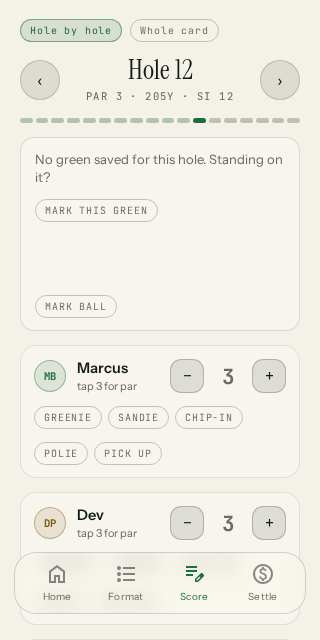 Hole by hole
Whole card
‹
Hole 12
›
PAR 3 · 205Y · SI 12
No green saved for this hole. Standing on
it?
MARK THIS GREEN
MARK BALL
MB
Marcus
tap 3 for par
−
3
+
GREENIE
SANDIE
CHIP-IN
POLIE
PICK UP
DP
Dev
tap 3 for par
−
3
+
Home
Format
Score
Settle